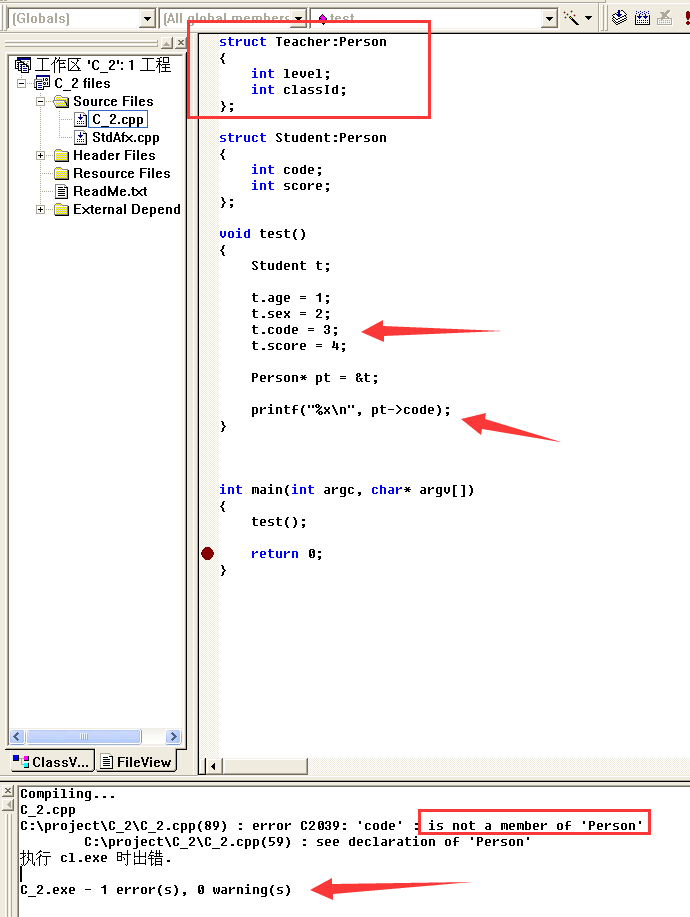 (Globals)
(All global members
test
工作区 'C_2': 1 工程
C_2 files
Source Files
C_2.cpp
StdAfx.cpp
Header Files
Resource Files
ReadMe.txt
External Depend
ClassV...
FileView
struct Teacher:Person
{
    int level;
    int classId;
};
struct Student:Person
{
    int code;
    int score;
};
void test()
{
    Student t;
    t.age = 1;
    t.sex = 2;
    t.code = 3;
    t.score = 4;
    Person* pt = &t;
    printf("%x\n", pt->code);
}
int main(int argc, char* argv[])
{
    test();
    return 0;
}
Compiling...
C_2.cpp
C:\project\C_2\C_2.cpp(89) : error C2039: 'code' : is not a member of 'Person'
        C:\project\C_2\C_2.cpp(59) : see declaration of 'Person'
执行 cl.exe 时出错.
C_2.exe - 1 error(s), 0 warning(s)